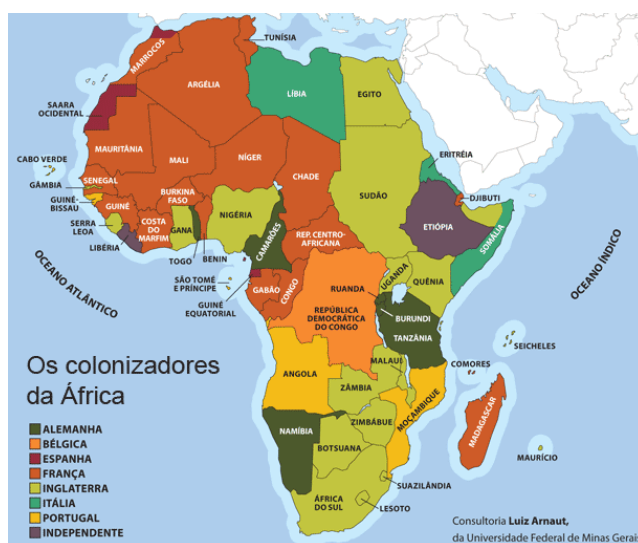 TUNÍSIA
MARROCOS
ARGÉLIA
LÍBIA
EGITO
SAARA
OCIDENTAL
MAURITÂNIA
MALI
NÍGER
CHADE
SUDÃO
ERITRÉIA
CABO VERDE
SENEGAL
GÂMBIA
GUINÉ-
BISSAU
GUINÉ
BURKINA
FASO
NIGÉRIA
DJIBUTI
ETIÓPIA
SOMÁLIA
SERRA
LEOA
COSTA
DO
MARFIM
GANA
LIBÉRIA
TOGO
BENIN
CAMARÕES
REP. CENTRO-
AFRICANA
OCEANO ATLÂNTICO
OCEANO ÍNDICO
SÃO TOMÉ
E PRÍNCIPE
GUINÉ
EQUATORIAL
GABÃO
CONGO
UGANDA
QUÊNIA
RUANDA
REPÚBLICA
DEMOCRÁTICA
DO CONGO
BURUNDI
TANZÂNIA
SEICHELES
COMORES
MALAUI
ANGOLA
ZÂMBIA
MOÇAMBIQUE
MADAGASCAR
ZIMBÁBUE
NAMÍBIA
BOTSUANA
MAURÍCIO
SUAZILÂNDIA
LESOTO
ÁFRICA
DO SUL
Os colonizadores
da África
ALEMANHA
BÉLGICA
ESPANHA
FRANÇA
INGLATERRA
ITÁLIA
PORTUGAL
INDEPENDENTE
Consultoria Luiz Arnaut,
da Universidade Federal de Minas Gerais